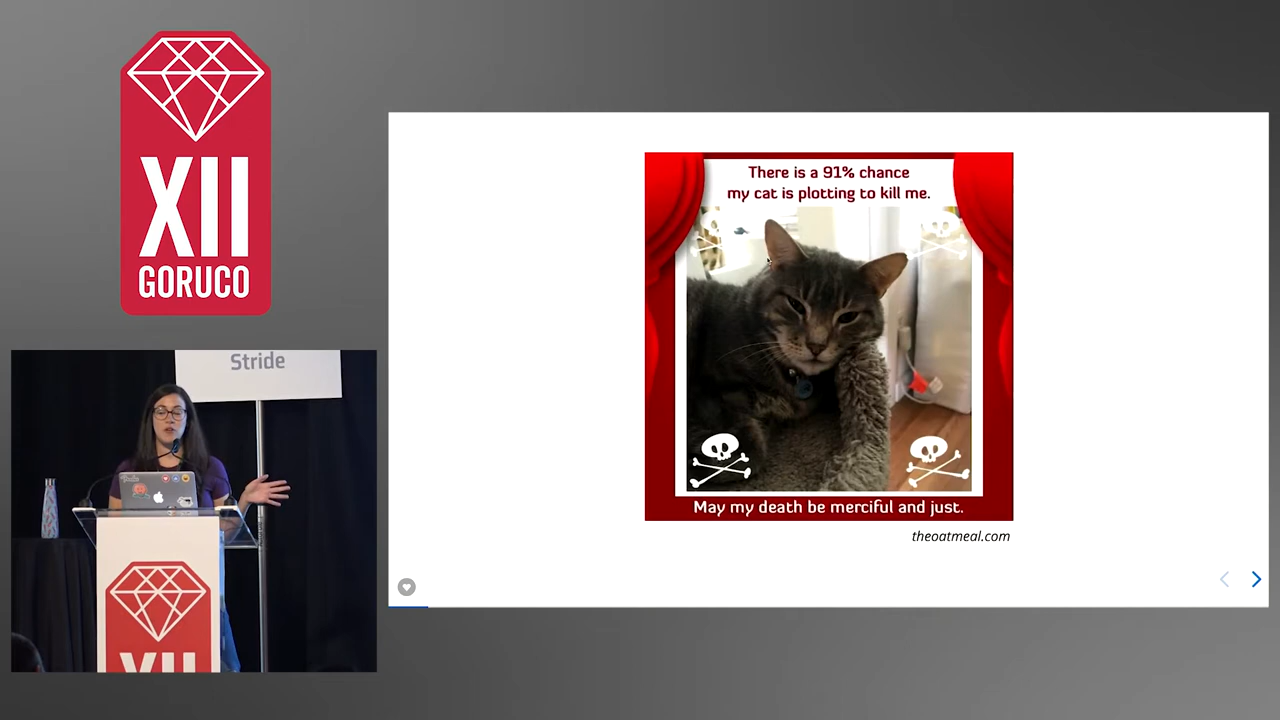 XII
GORUCO
Stride
XII
There is a 91% chance
my cat is plotting to kill me.
May my death be merciful and just.
theoatmeal.com